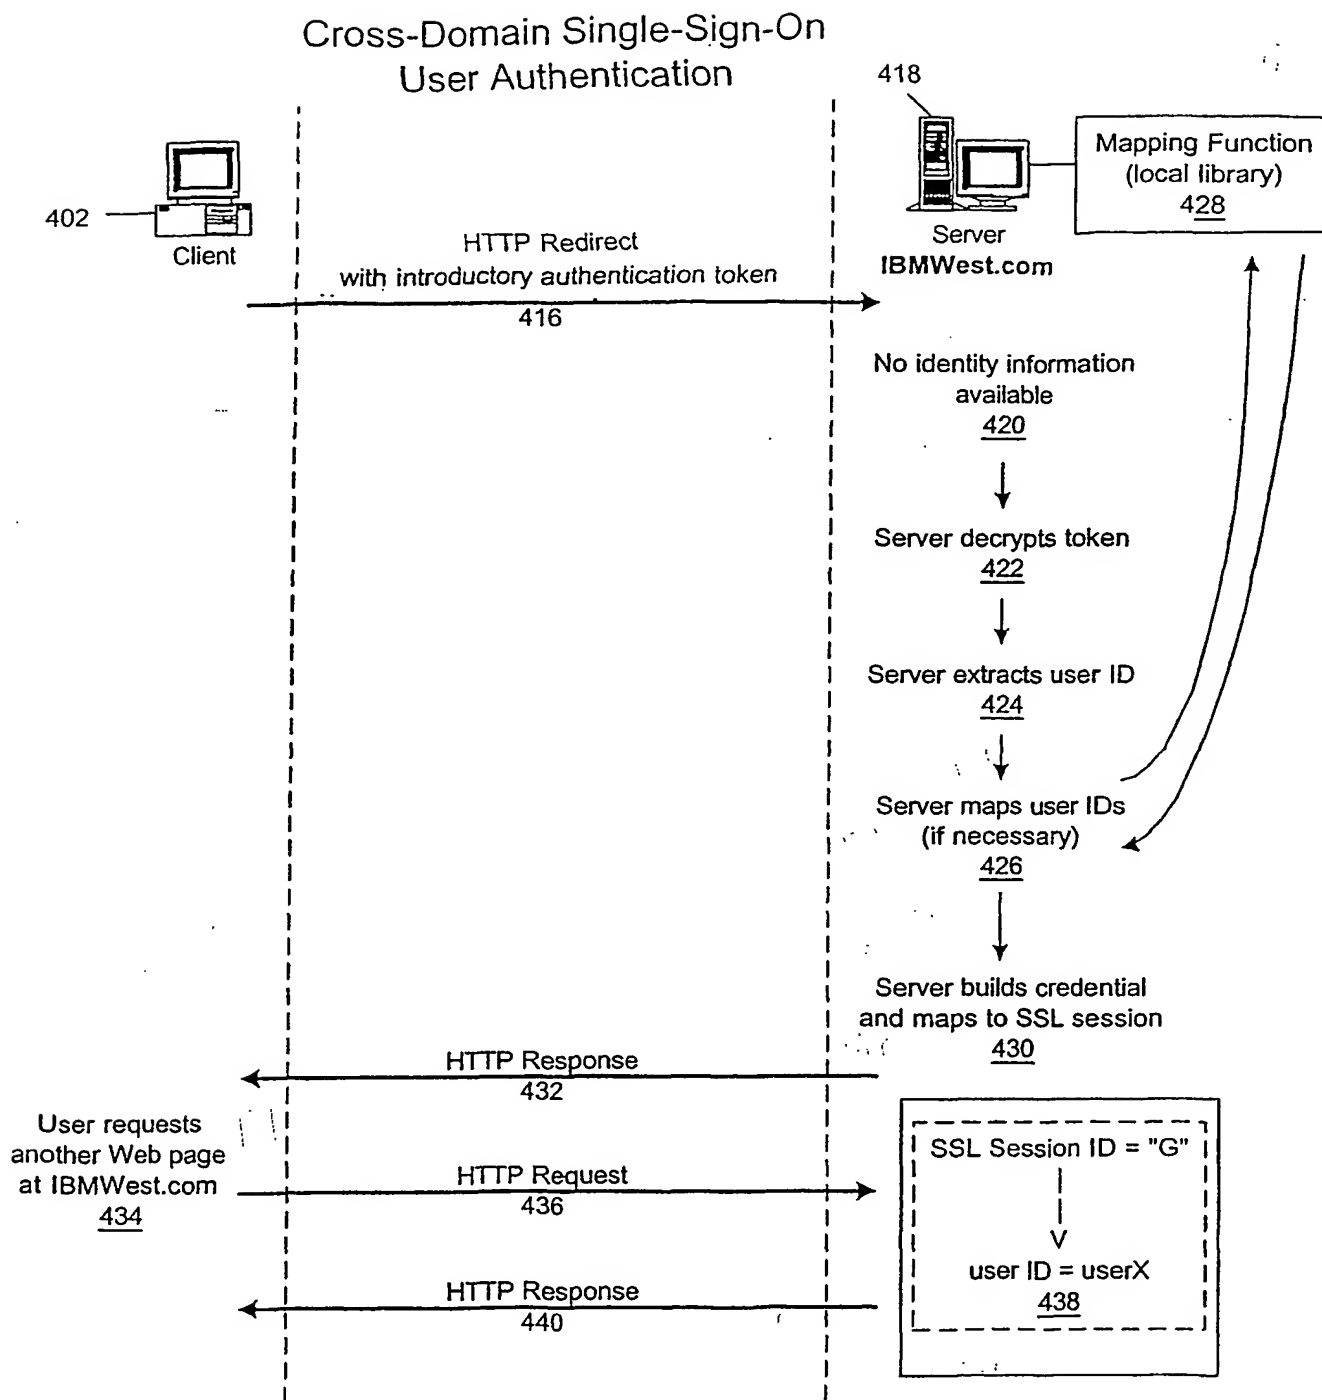 Cross-Domain Single-Sign-On
User Authentication
418
Mapping Function
(local library)
428
402
Client
Server
IBMWest.com
HTTP Redirect
with introductory authentication token
416
No identity information
available
420
Server decrypts token
422
Server extracts user ID
424
Server maps user IDs
(if necessary)
426
Server builds credential
and maps to SSL session
430
HTTP Response
432
User requests
another Web page
at IBMWest.com
434
HTTP Request
436
SSL Session ID = "G"
user ID = userX
438
HTTP Response
440